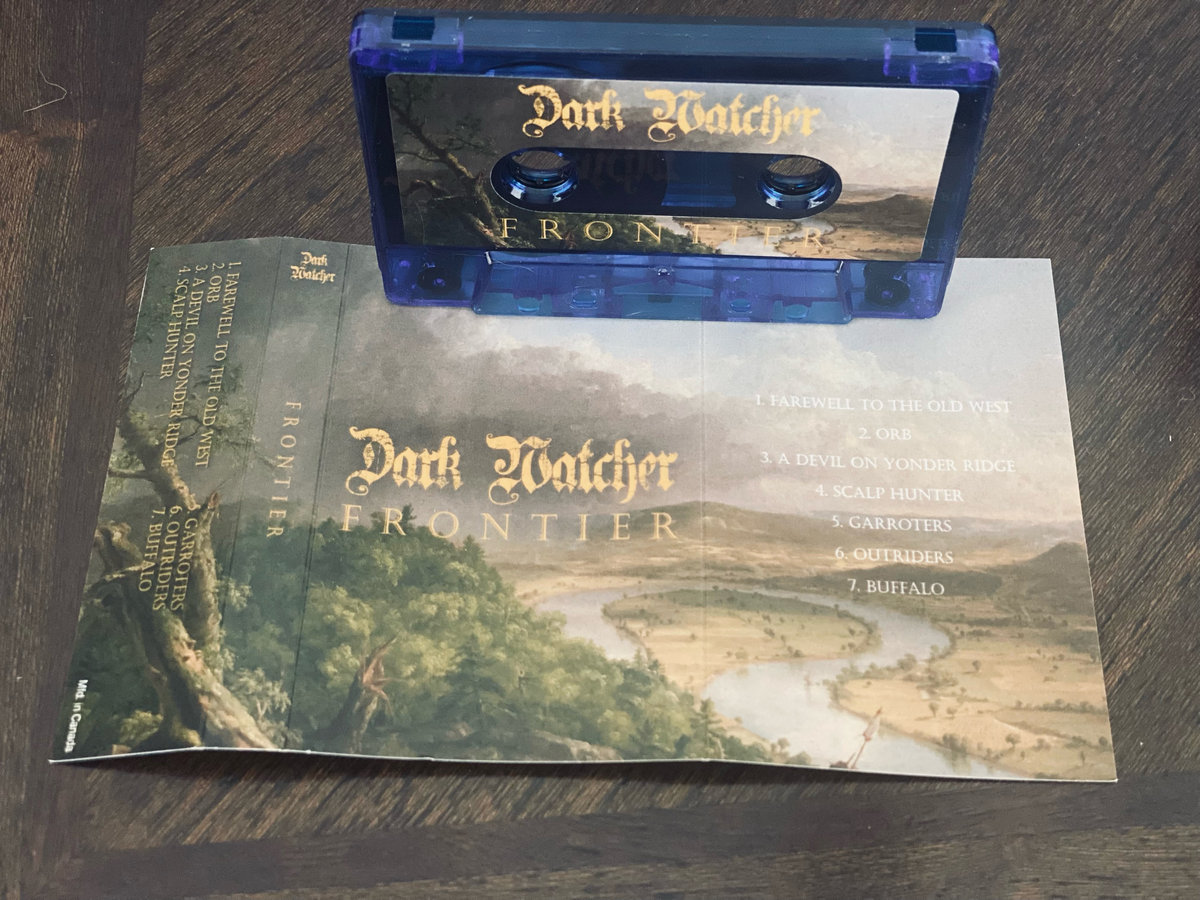 Dark Watcher
FRONTIER
1. FAREWELL TO THE OLD WEST
2. ORB
3. A DEVIL ON YONDER RIDGE
4. SCALP HUNTER
5. GARROTERS
6. OUTRIDERS
7. BUFFALO
Mfd. in Canada
Dark
Watcher
FRONTIER
Dark Watcher
FRONTIER
1. FAREWELL TO THE OLD WEST
2. ORB
3. A DEVIL ON YONDER RIDGE
4. SCALP HUNTER
5. GARROTERS
6. OUTRIDERS
7. BUFFALO